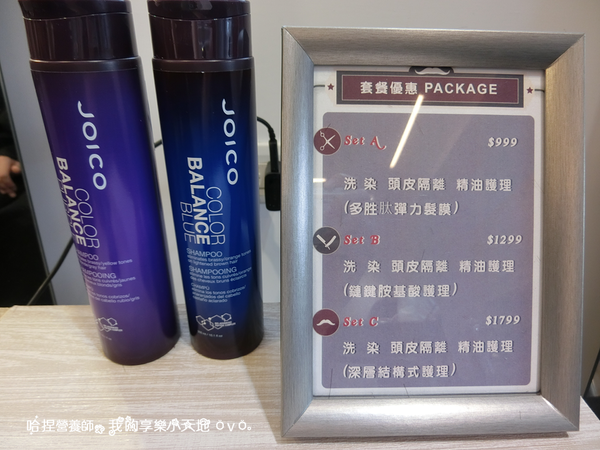 JOICO
COLOR
BALANCE
SHAMPOO
JOICO
COLOR
BALANCE
BLUE
SHAMPOO
SHAMPOOING
套餐優惠 PACKAGE
Set A $999
洗 染 頭皮隔離 精油護理
(多胜肽彈力髮膜)
Set B $1299
洗 染 頭皮隔離 精油護理
(鏈鍵胺基酸護理)
Set C $1799
洗 染 頭皮隔離 精油護理
(深層結構式護理)
哈捏營養師 我的享樂小天地 OvO